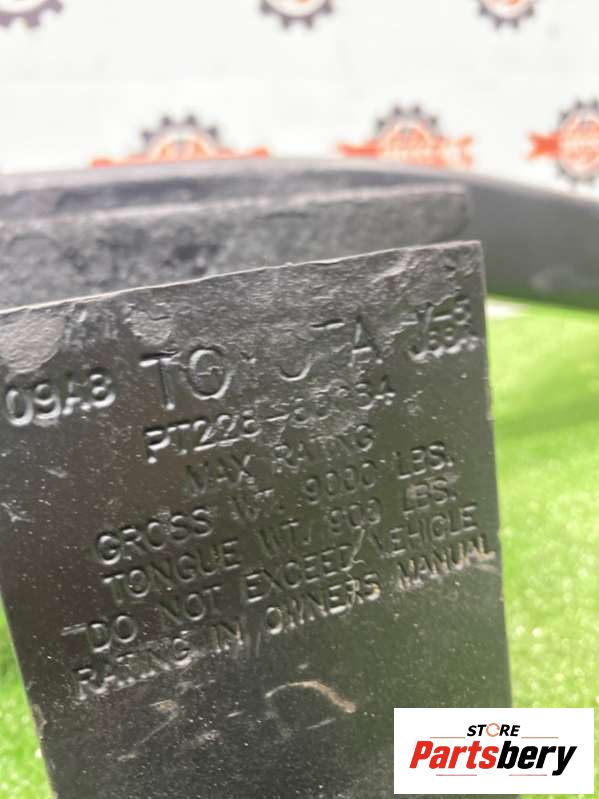 09A8 TOYOTA
PT228-
MAX RATING
GROSS WT. 9000 LBS.
TONGUE WT. 900 LBS.
DO NOT EXCEED VEHICLE
RATING IN OWNERS MANUAL
STORE
Partsbery